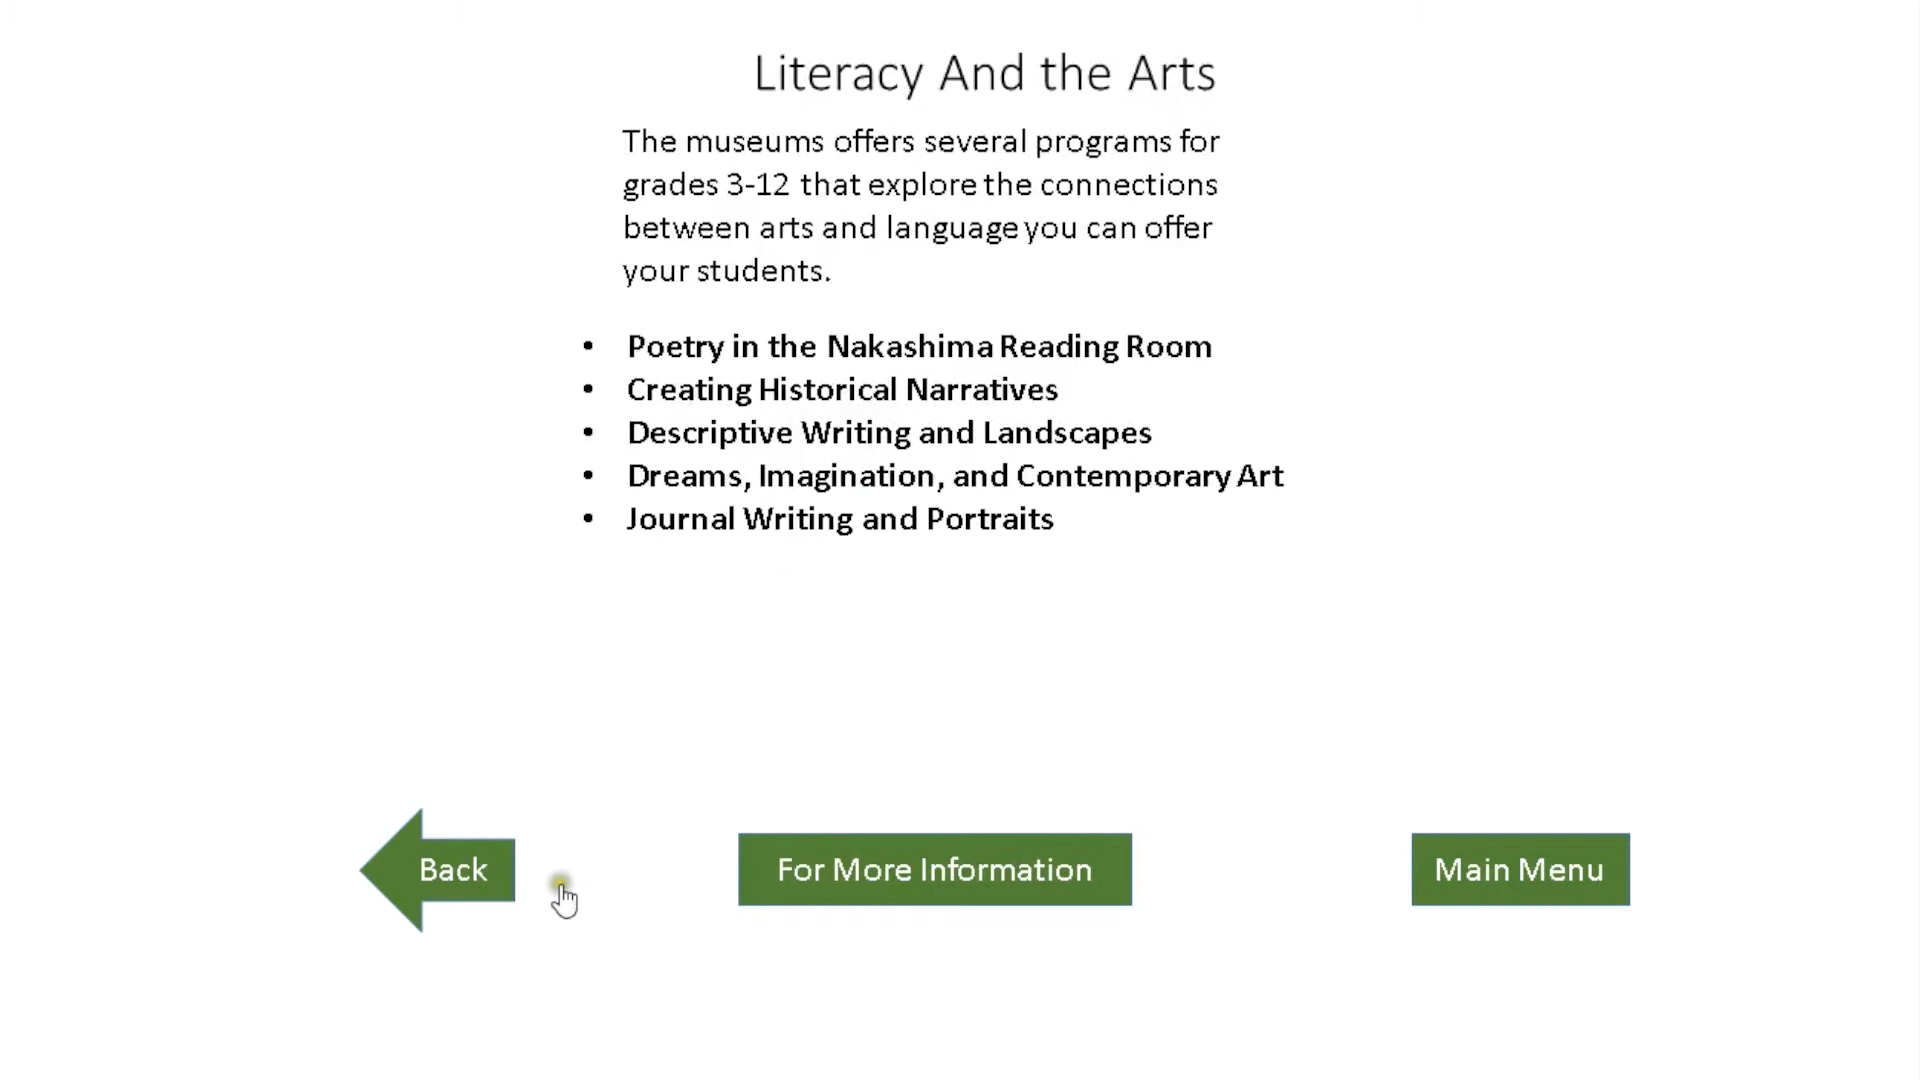 Literacy And the Arts
The museums offers several programs for
grades 3-12 that explore the connections
between arts and language you can offer
your students.
• Poetry in the Nakashima Reading Room
• Creating Historical Narratives
• Descriptive Writing and Landscapes
• Dreams, Imagination, and Contemporary Art
• Journal Writing and Portraits
Back
For More Information
Main Menu